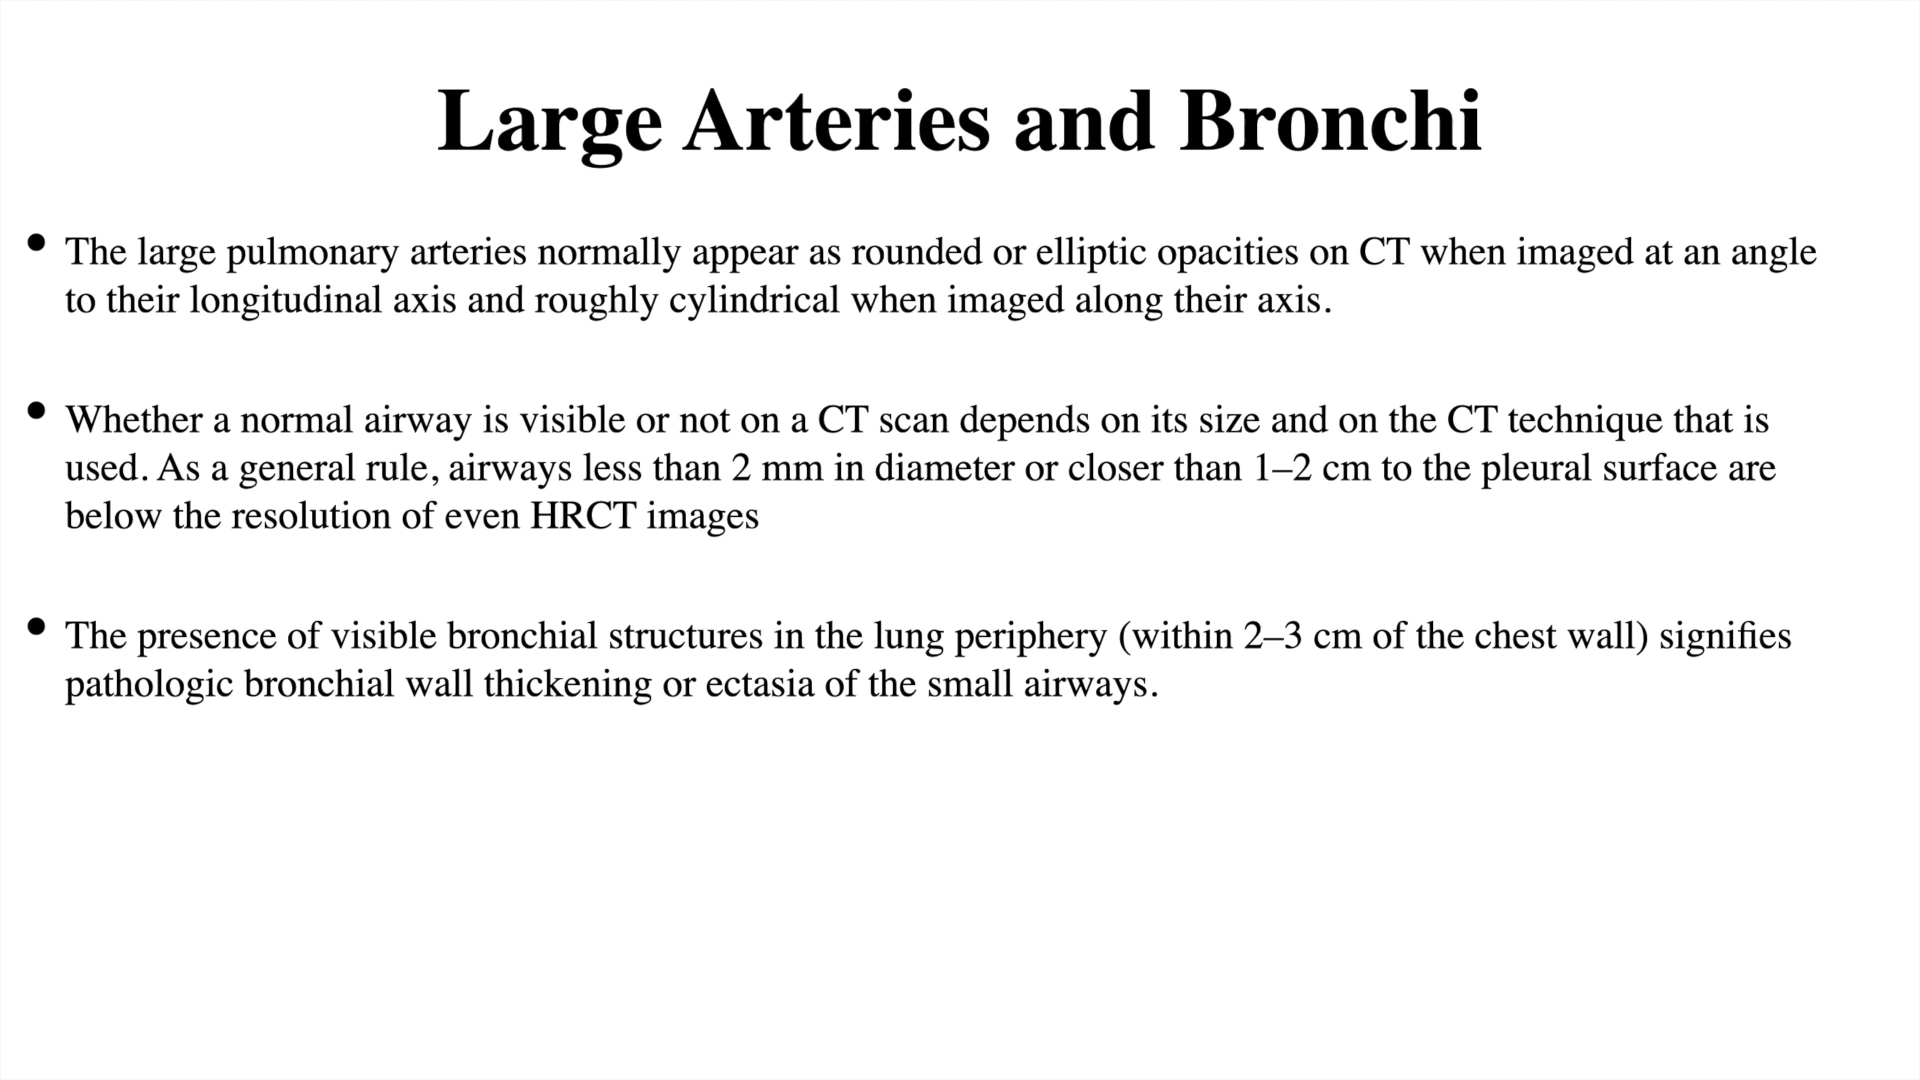 Large Arteries and Bronchi
• The large pulmonary arteries normally appear as rounded or elliptic opacities on CT when imaged at an angle
to their longitudinal axis and roughly cylindrical when imaged along their axis.
• Whether a normal airway is visible or not on a CT scan depends on its size and on the CT technique that is
used. As a general rule, airways less than 2 mm in diameter or closer than 1–2 cm to the pleural surface are
below the resolution of even HRCT images
• The presence of visible bronchial structures in the lung periphery (within 2–3 cm of the chest wall) signifies
pathologic bronchial wall thickening or ectasia of the small airways.